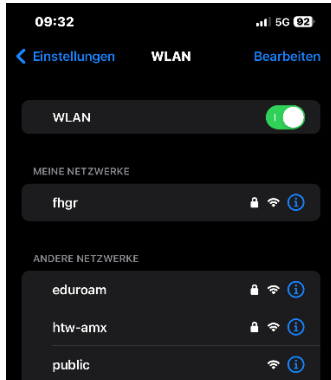 09:32 5G 92
Einstellungen WLAN Bearbeiten
WLAN
MEINE NETZWERKE
fhgr
ANDERE NETZWERKE
eduroam
htw-amx
public